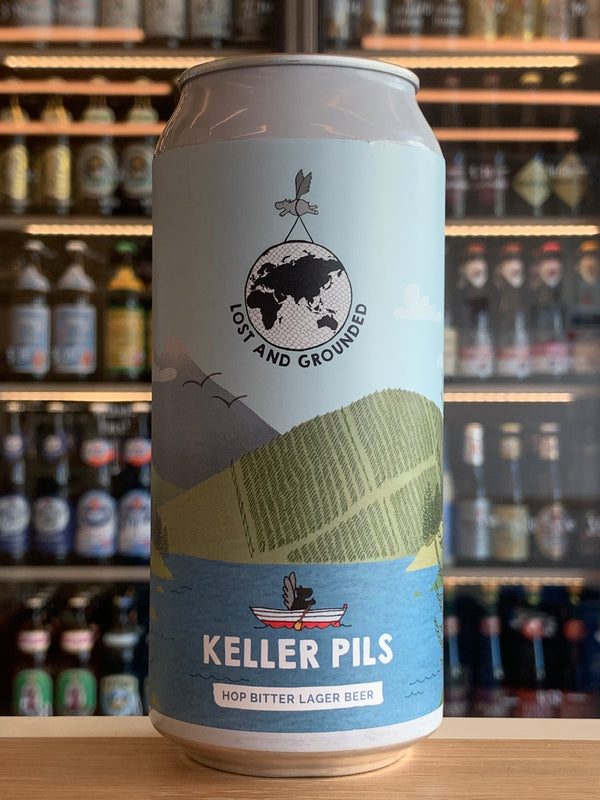 LOST AND GROUNDED
KELLER PILS
HOP BITTER LAGER BEER